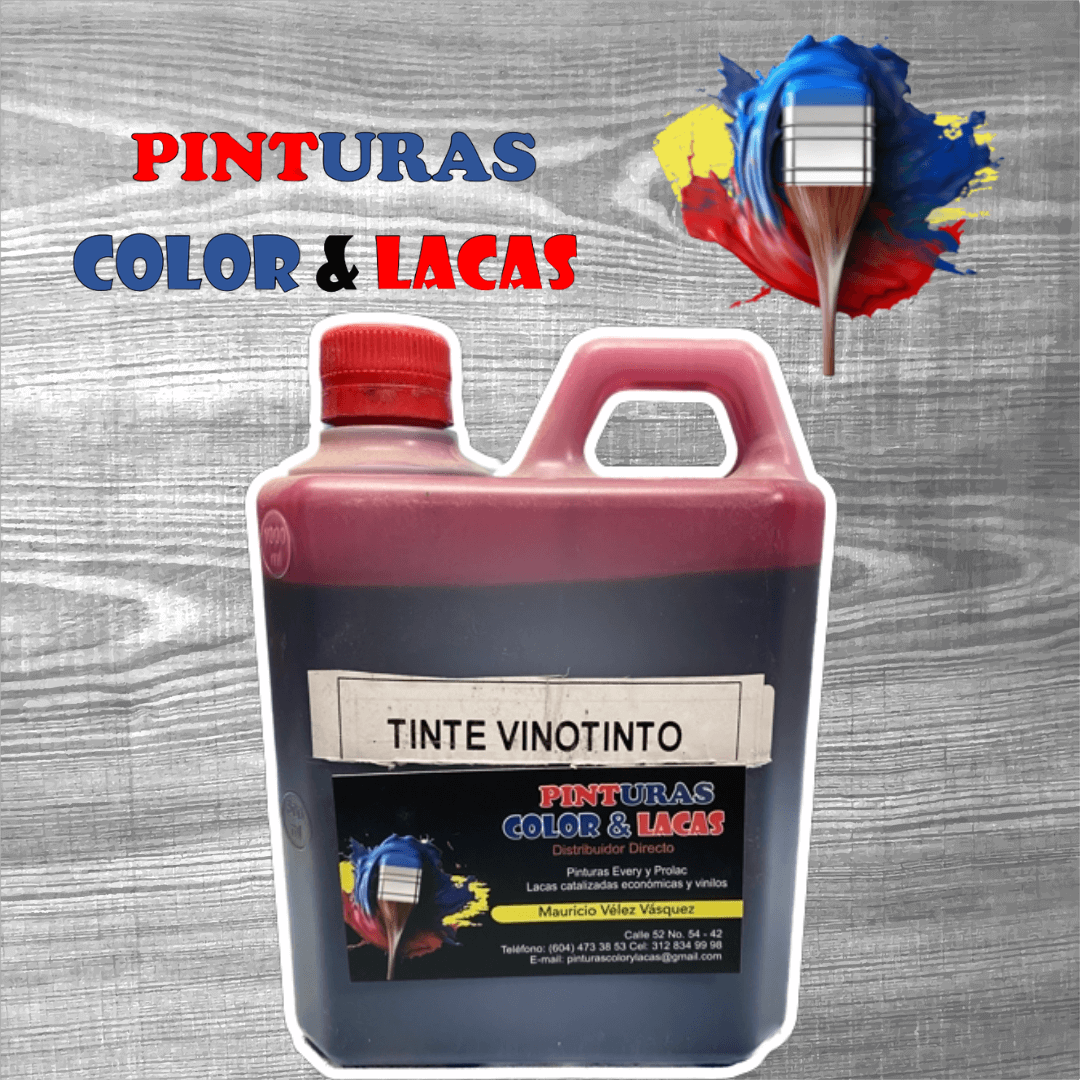 PINTURAS
COLOR & LACAS
1000
ml
TINTE VINOTINTO
PINTURAS
COLOR & LACAS
Distribuidor Directo
Pinturas Every y Prolac
Lacas catalizadas económicas y vinilos
Mauricio Vélez Vásquez
Calle 52 No. 54 - 42
Teléfono: (604) 473 38 53 Cel: 312 834 99 98
E-mail: pinturascolorylacas@gmail.com